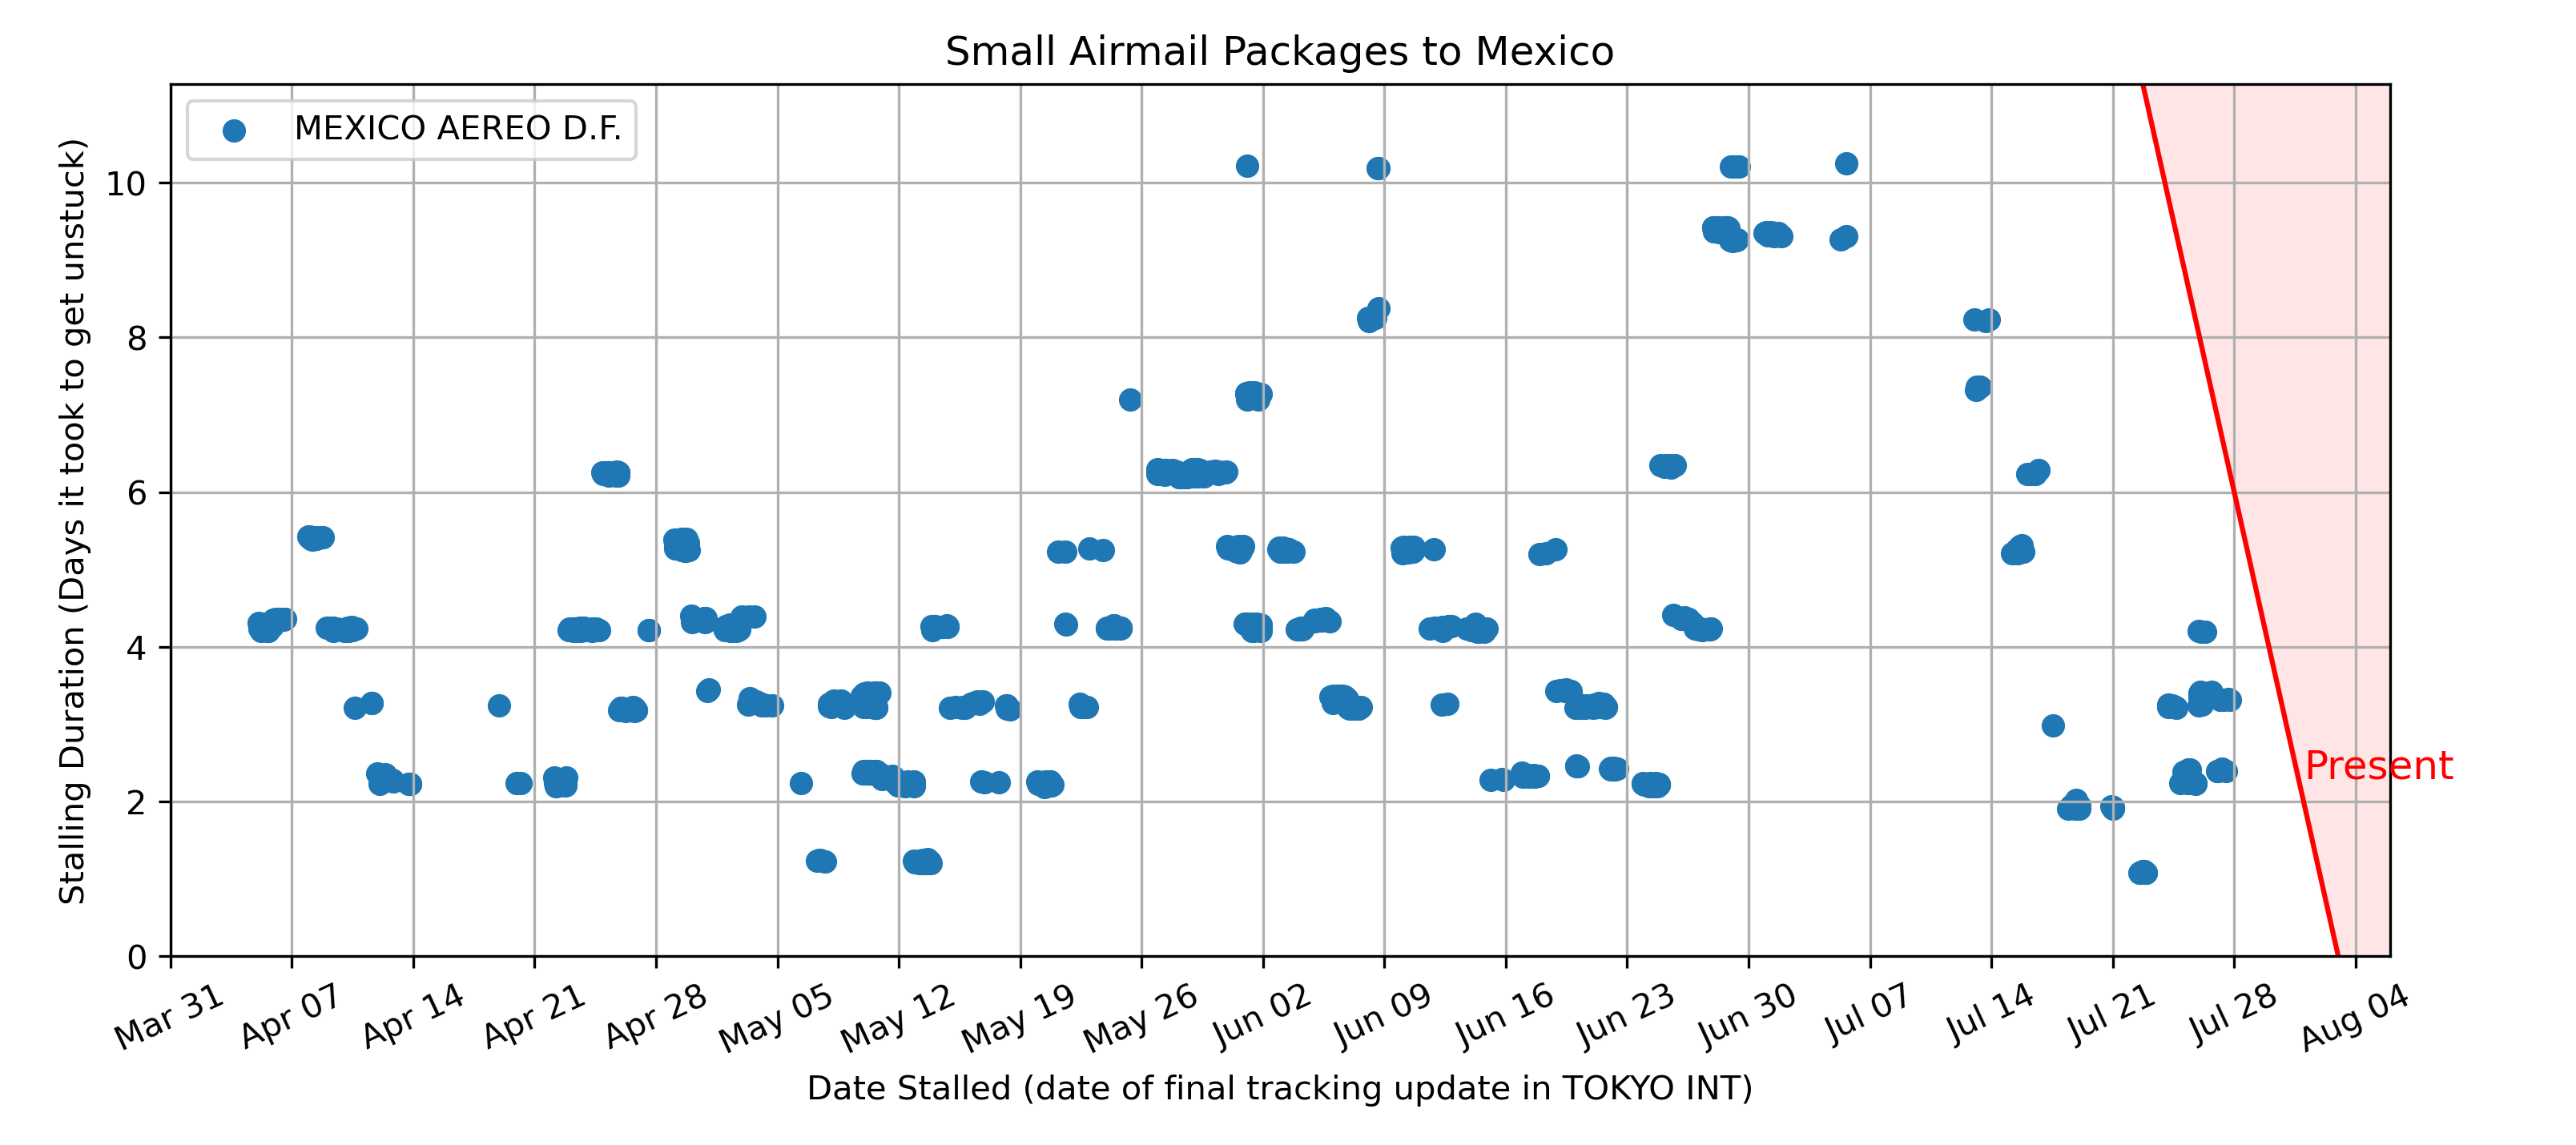 Small Airmail Packages to Mexico
MEXICO AEREO D.F.
Stalling Duration (Days it took to get unstuck)
10
8
6
4
2
0
Present
Mar 31
Apr 07
Apr 14
Apr 21
Apr 28
May 05
May 12
May 19
May 26
Jun 02
Jun 09
Jun 16
Jun 23
Jun 30
Jul 07
Jul 14
Jul 21
Jul 28
Aug 04
Date Stalled (date of final tracking update in TOKYO INT)